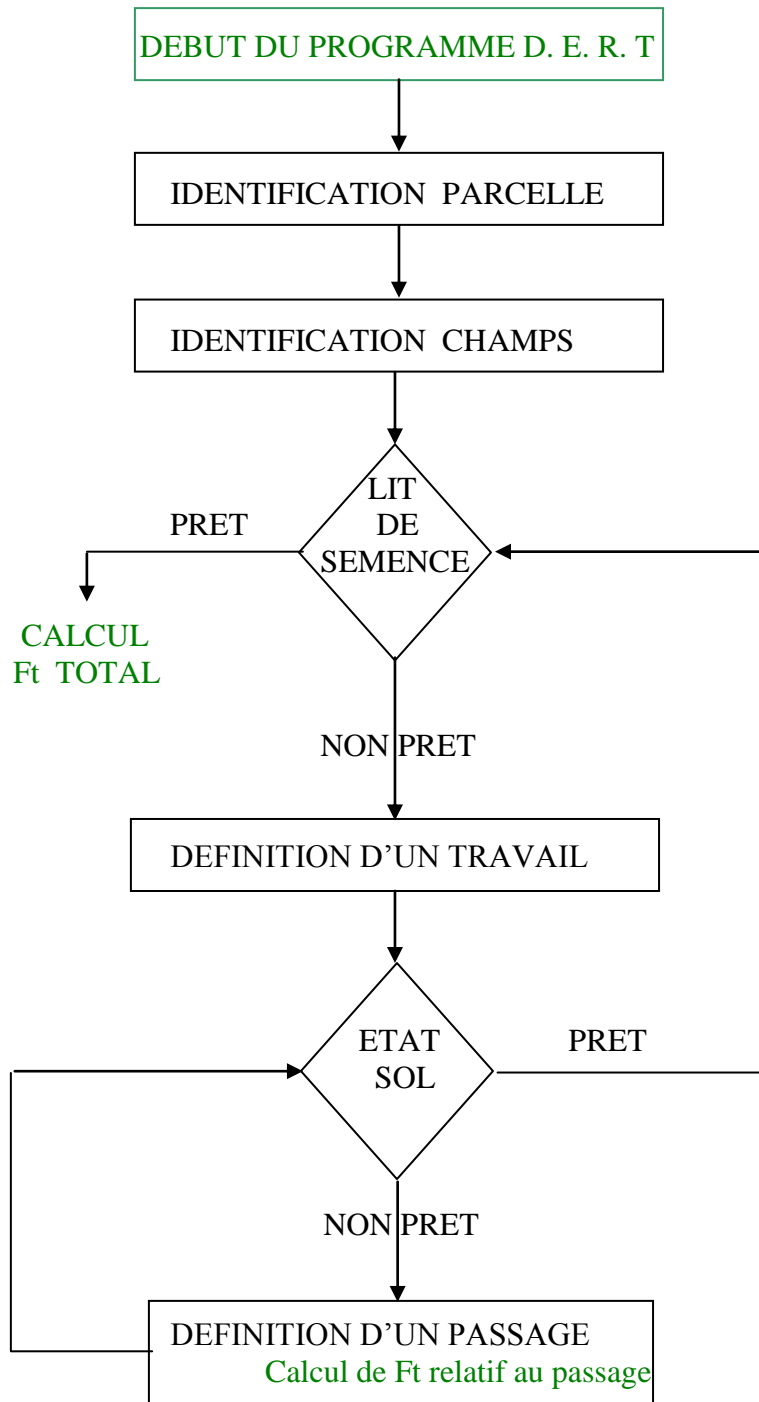 DEBUT DU PROGRAMME D. E. R. T
IDENTIFICATION PARCELLE
IDENTIFICATION CHAMPS
LIT
DE
SEMENCE
PRET
CALCUL
Ft TOTAL
NON PRET
DEFINITION D’UN TRAVAIL
ETAT
SOL
PRET
NON PRET
DEFINITION D’UN PASSAGE
Calcul de Ft relatif au passage